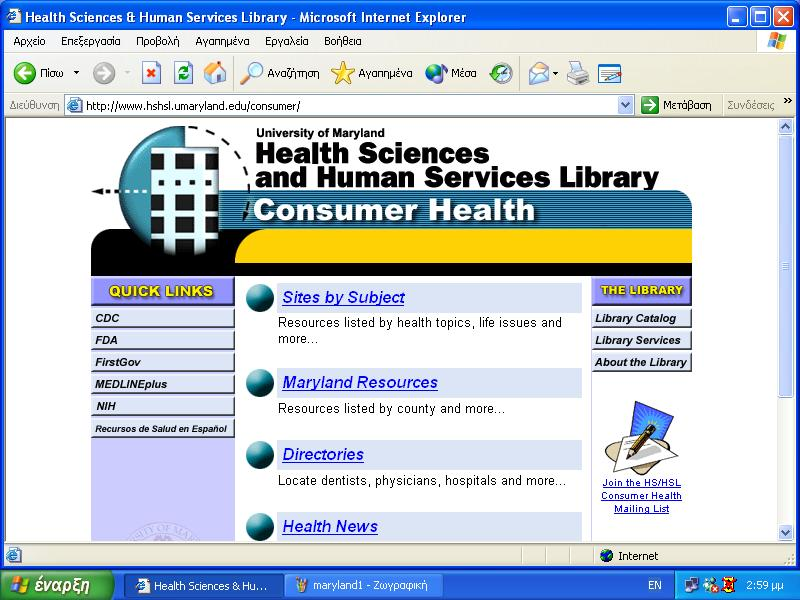 Health Sciences & Human Services Library - Microsoft Internet Explorer
Αρχείο Επεξεργασία Προβολή Αγαπημένα Εργαλεία Βοήθεια
Πίσω Αναζήτηση Αγαπημένα Μέσα
Διεύθυνση http://www.hshsl.umaryland.edu/consumer/ Μετάβαση Συνδέσεις »
University of Maryland
Health Sciences
and Human Services Library
Consumer Health
QUICK LINKS
CDC
FDA
FirstGov
MEDLINEplus
NIH
Recursos de Salud en Español
Sites by Subject
Resources listed by health topics, life issues and
more...
Maryland Resources
Resources listed by county and more...
Directories
Locate dentists, physicians, hospitals and more...
Health News
THE LIBRARY
Library Catalog
Library Services
About the Library
Join the HS/HSL
Consumer Health
Mailing List
Internet
έναρξη Health Sciences & Hu... maryland1 - Ζωγραφική EN 2:59 μμ